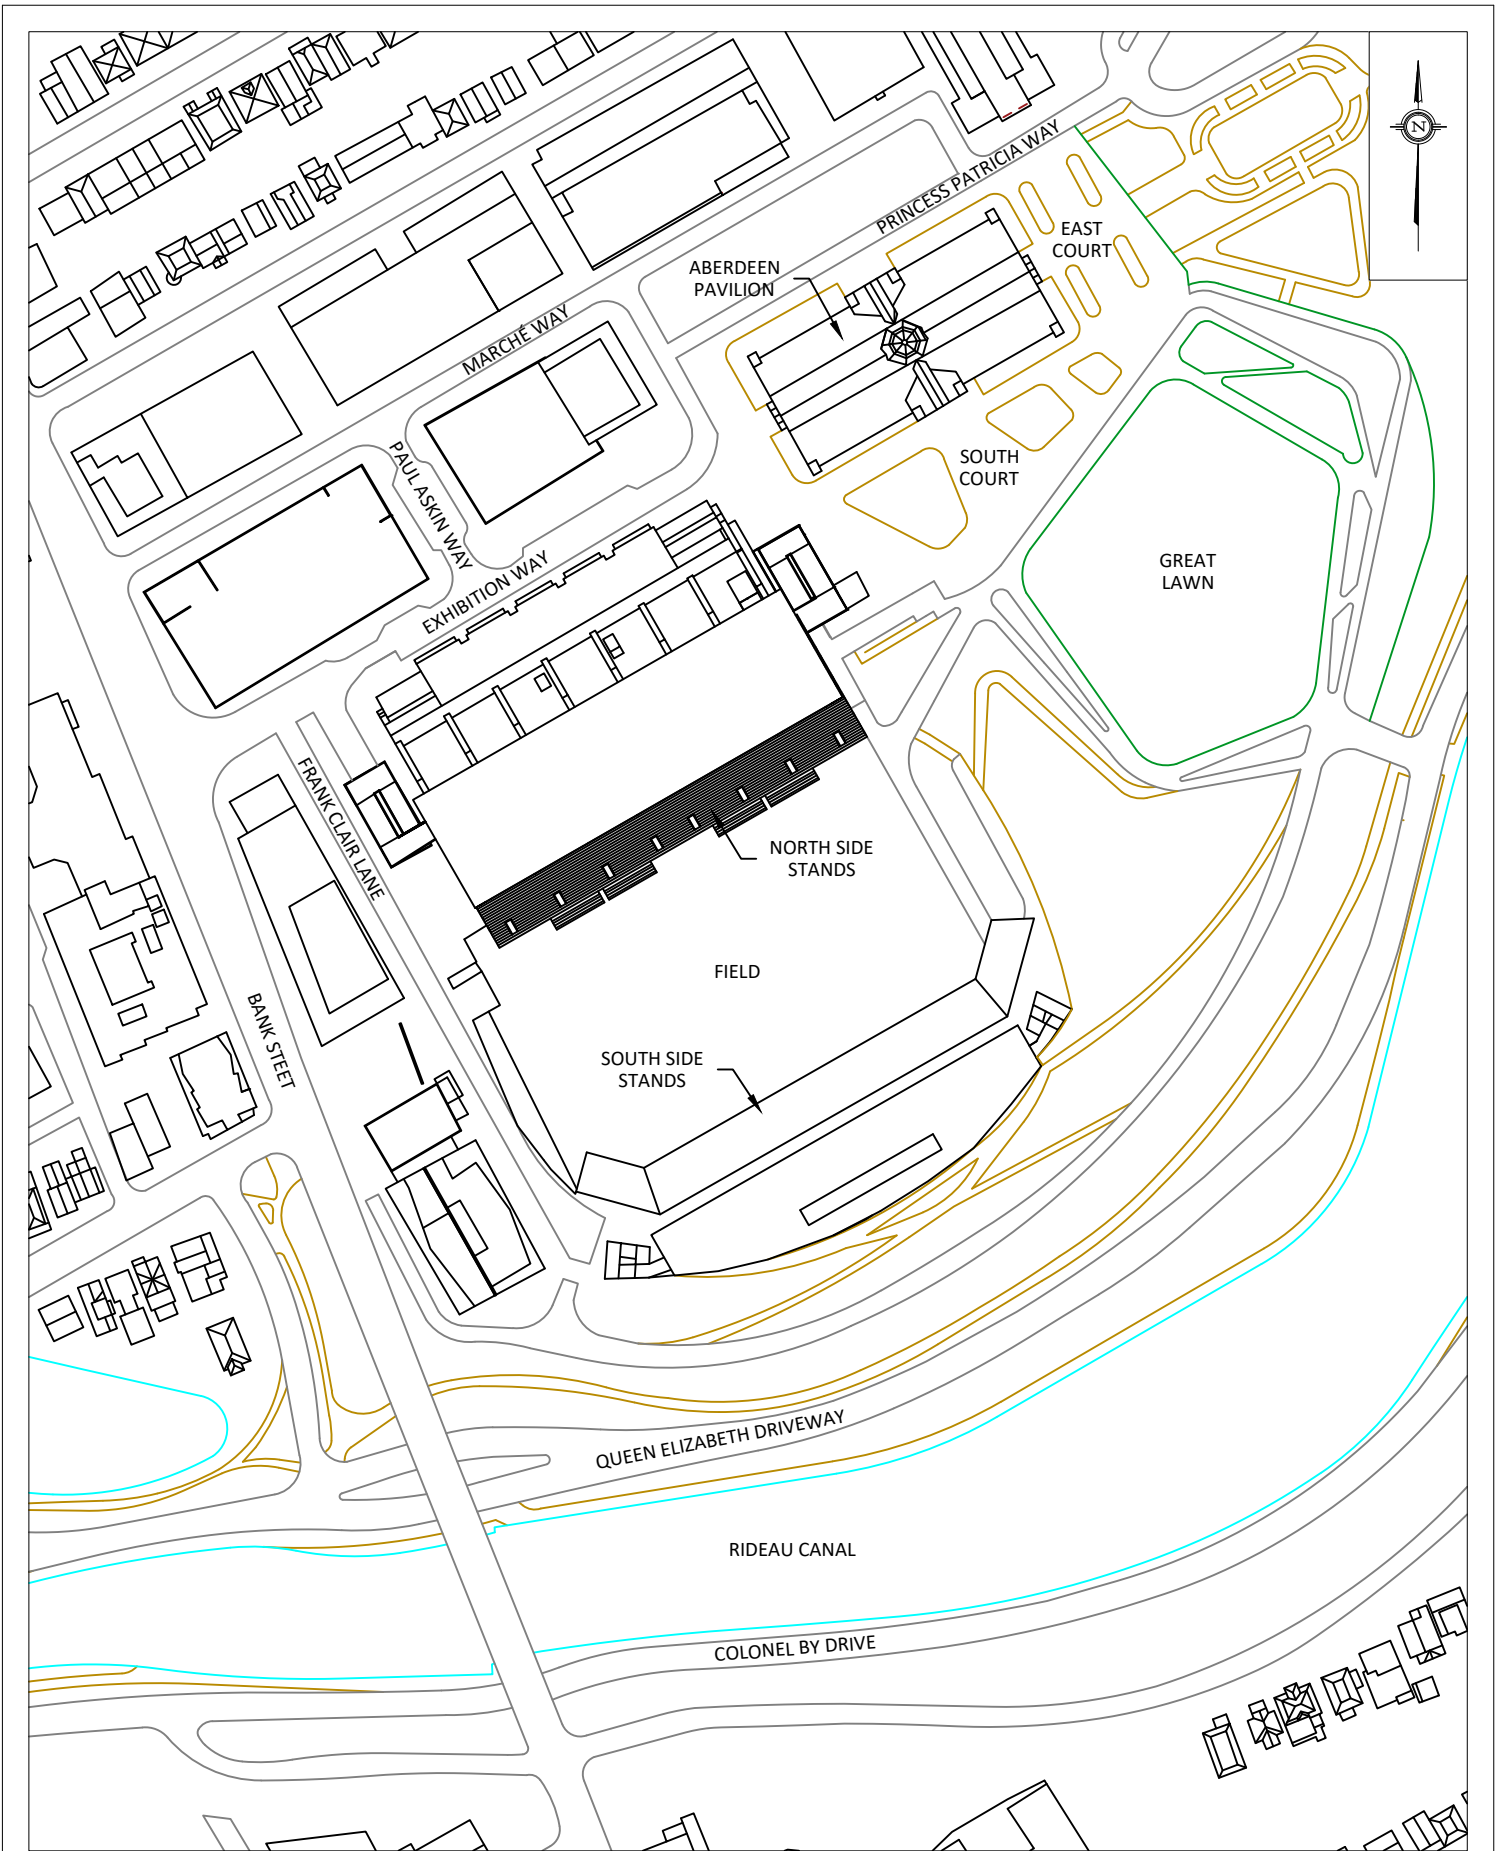 N
PRINCESS PATRICIA WAY
EAST
COURT
ABERDEEN
PAVILION
MARCHÉ WAY
PAUL ASKIN WAY
SOUTH
COURT
GREAT
LAWN
EXHIBITION WAY
FRANK CLAIR LANE
NORTH SIDE
STANDS
FIELD
BANK STEET
SOUTH SIDE
STANDS
QUEEN ELIZABETH DRIVEWAY
RIDEAU CANAL
COLONEL BY DRIVE